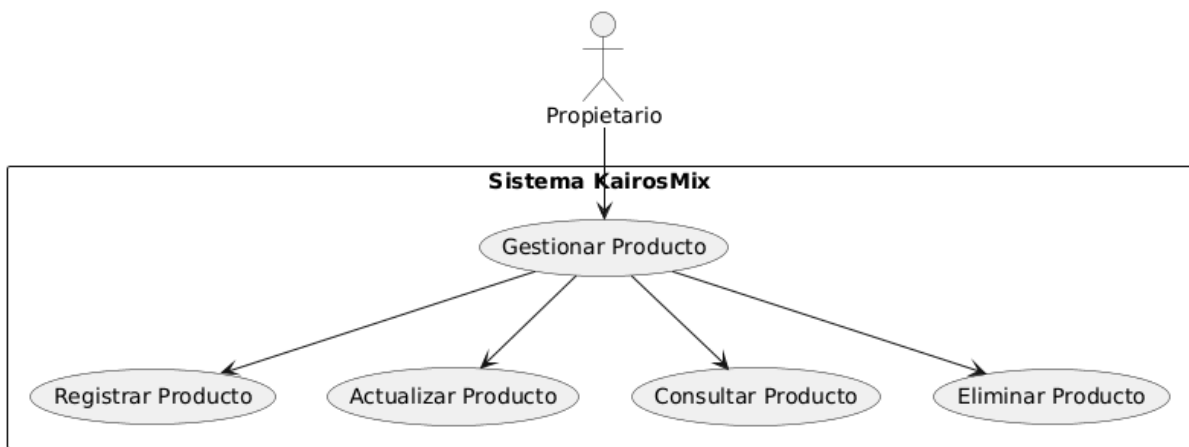 Propietario
Sistema KairosMix
Gestionar Producto
Registrar Producto
Actualizar Producto
Consultar Producto
Eliminar Producto